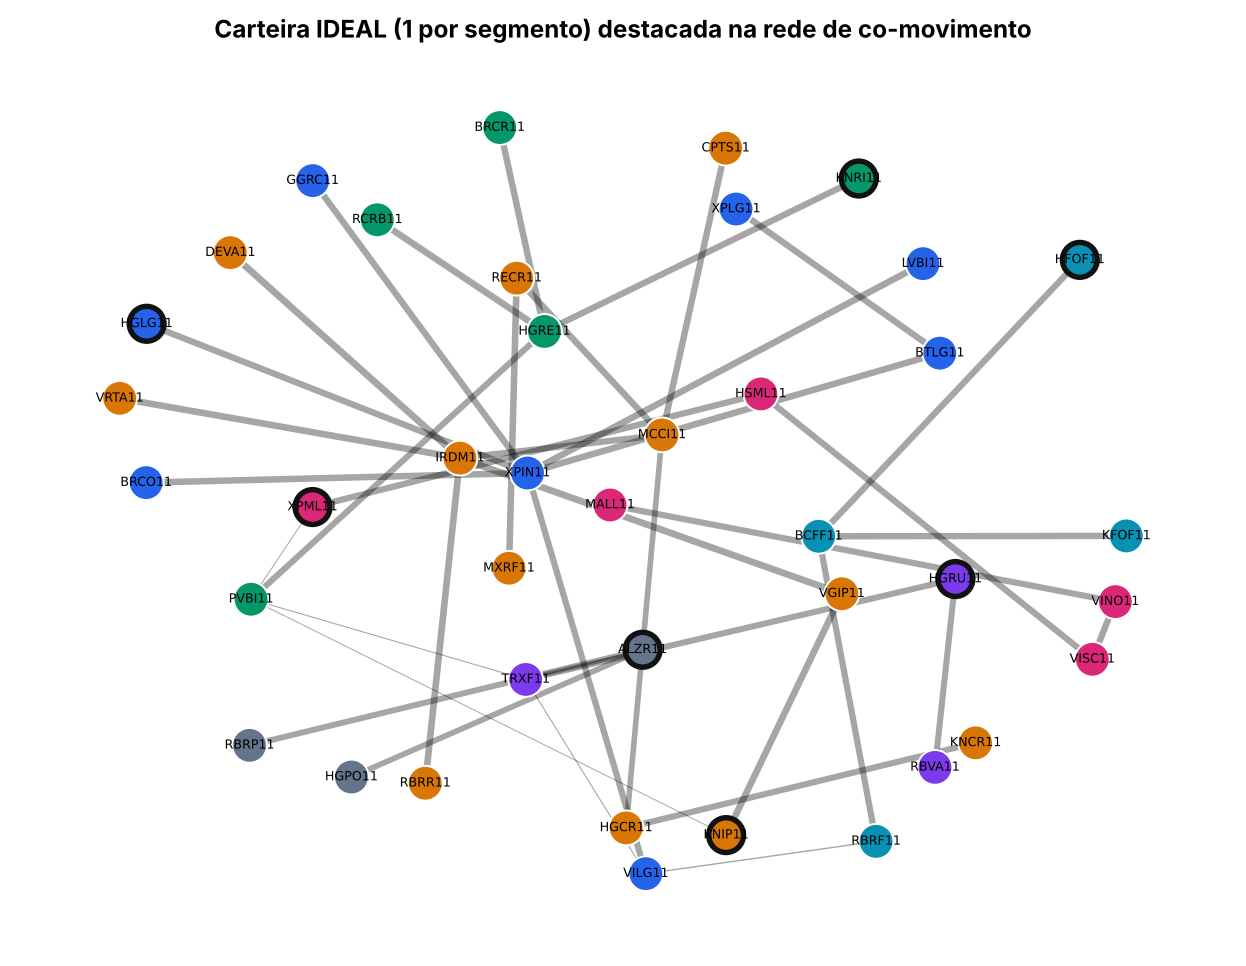 Carteira IDEAL (1 por segmento) destacada na rede de co-movimento
BRCR11
CPTS11
GGRC11
KNRI11
XPLG11
RCRB11
DEVA11
HFOF11
LVBI11
RECR11
HGLG11
HGRE11
BTLG11
HSML11
VRTA11
MCCI11
IRDM11
XPIN11
BRCO11
MALL11
XPML11
BCFF11
KFOF11
MXRF11
HGRU11
VGIP11
PVBI11
VINO11
ALZR11
VISC11
TRXF11
KNCR11
RBRP11
RBVA11
HGPO11
RBRR11
HGCR11
KNIP11
RBRF11
VILG11